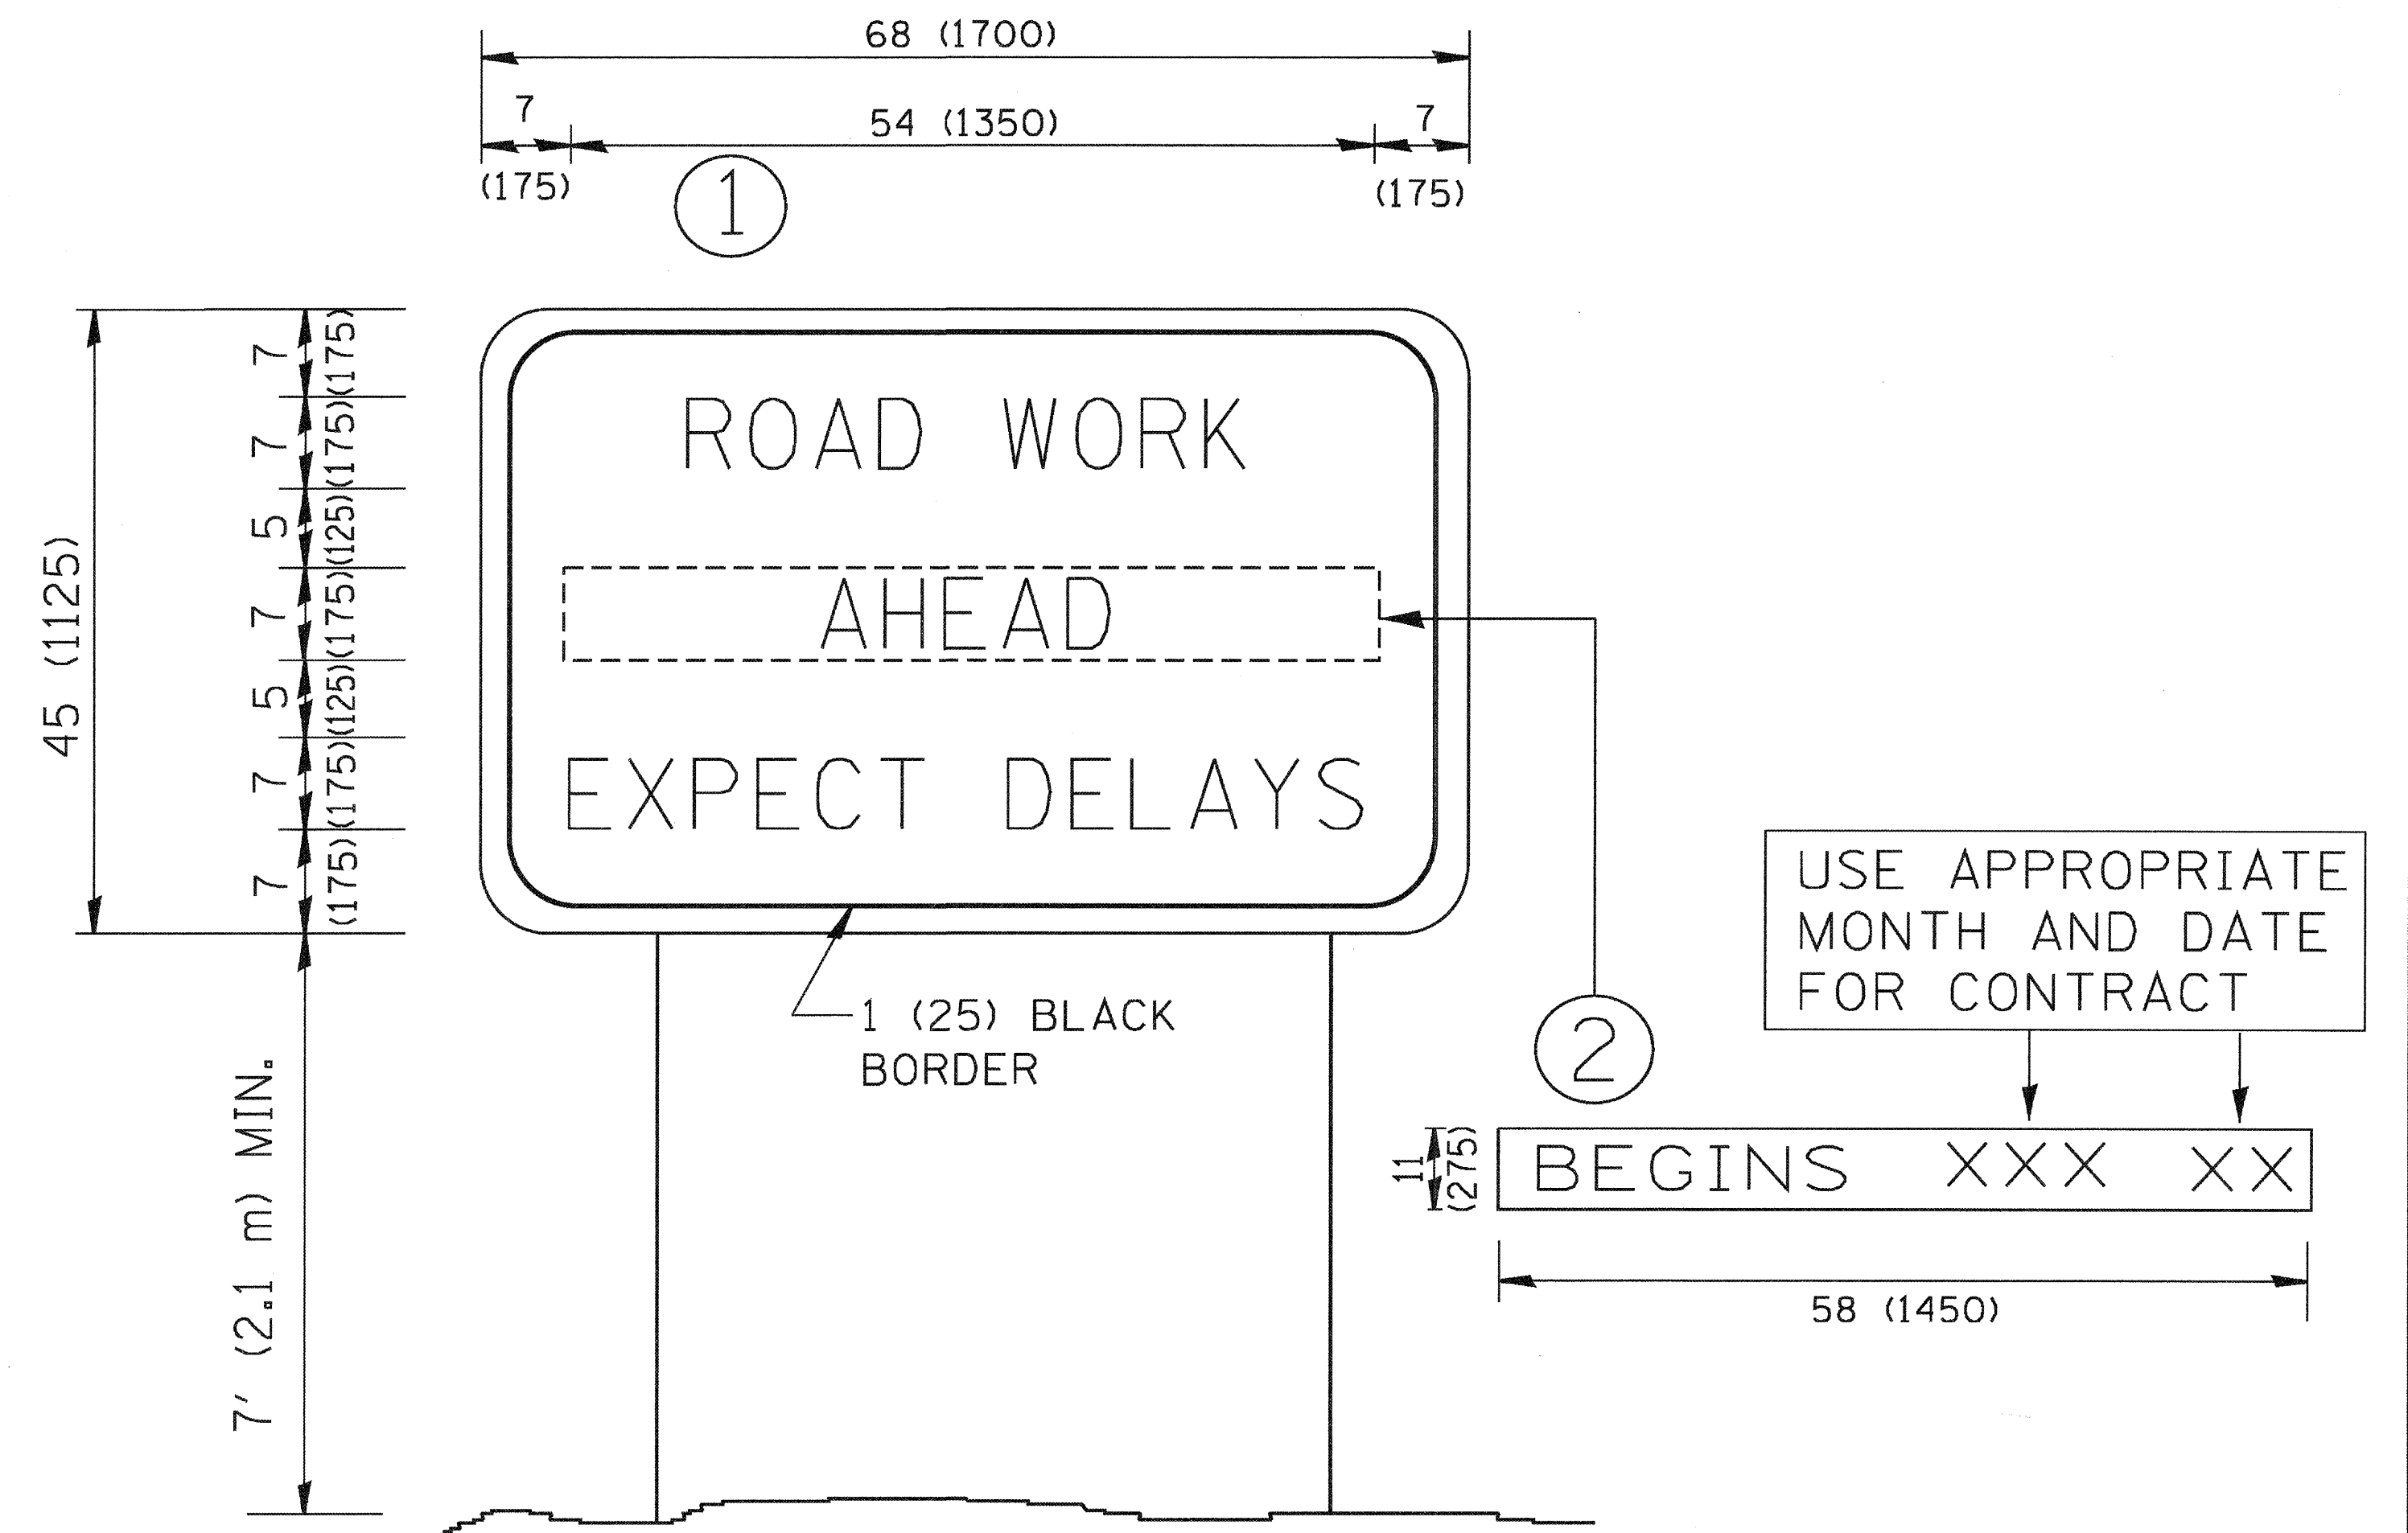 68 (1700)
7
54 (1350)
7
(175)
(175)
1
45 (1125)
7
(175)
7
(175)
5
(125)
7
(175)
5
(125)
7
(175)
7
(175)
ROAD WORK
AHEAD
EXPECT DELAYS
1 (25) BLACK
BORDER
7' (2.1 m) MIN.
2
USE APPROPRIATE
MONTH AND DATE
FOR CONTRACT
11
(275)
BEGINS XXX XX
58 (1450)